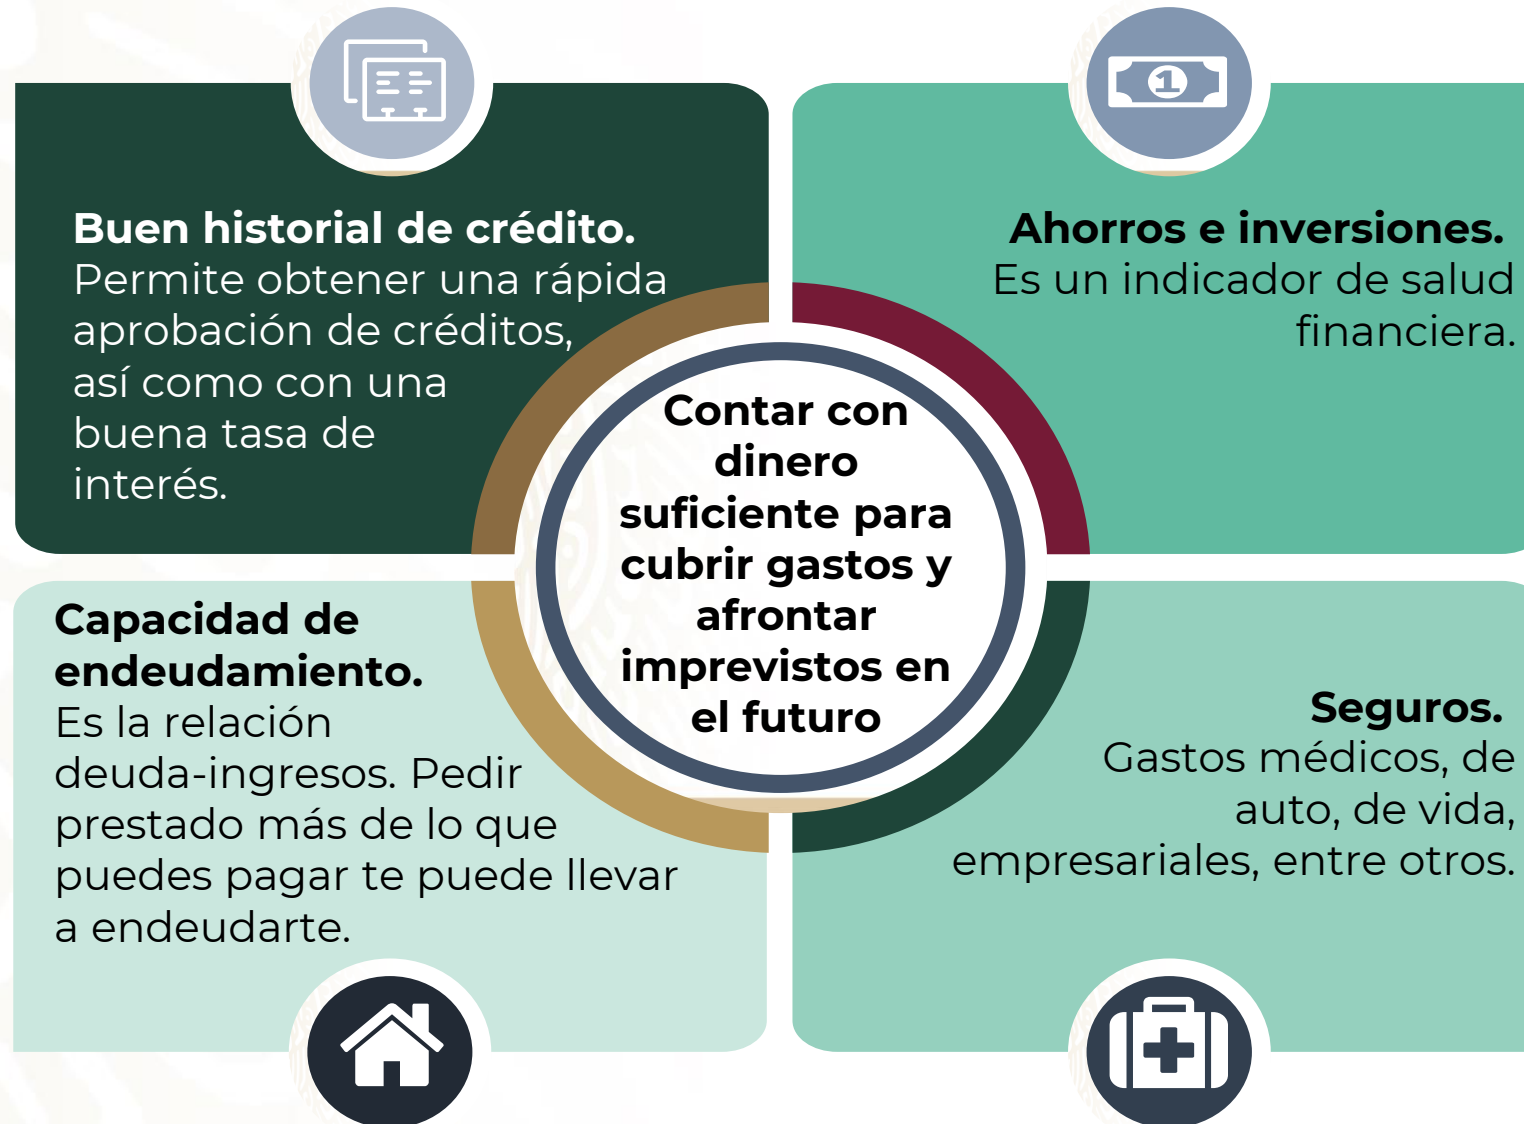 Buen historial de crédito.
Permite obtener una rápida
aprobación de créditos,
así como con una
buena tasa de
interés.
1
Ahorros e inversiones.
Es un indicador de salud
financiera.
Contar con
dinero
suficiente para
cubrir gastos y
afrontar
imprevistos en
el futuro
Capacidad de
endeudamiento.
Es la relación
deuda-ingresos. Pedir
prestado más de lo que
puedes pagar te puede llevar
a endeudarte.
Seguros.
Gastos médicos, de
auto, de vida,
empresariales, entre otros.